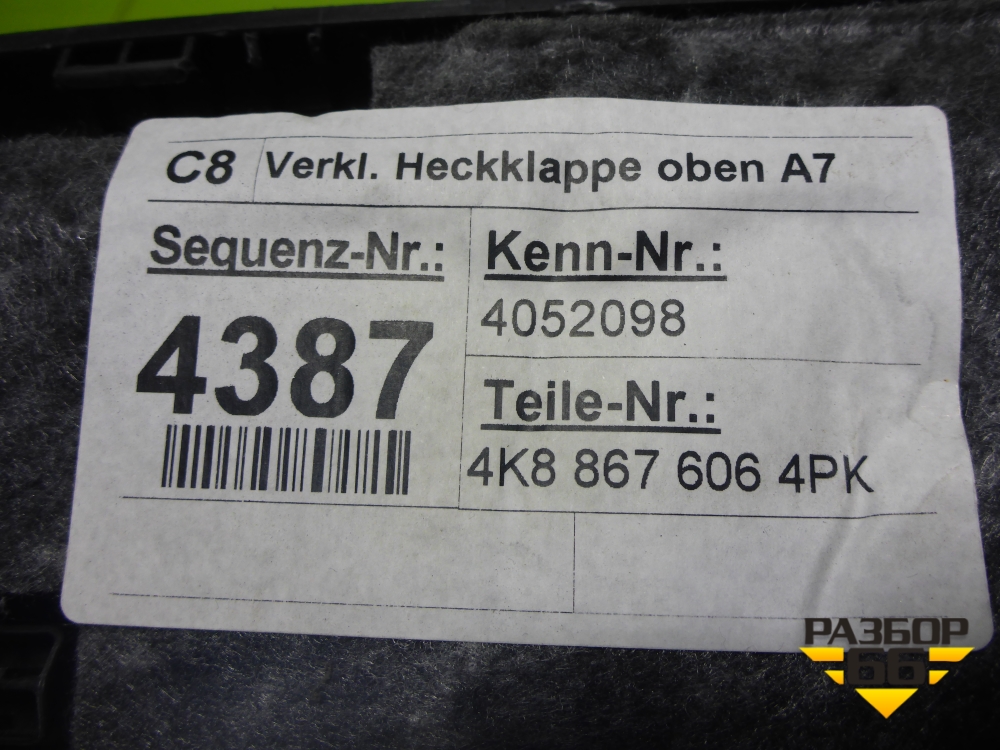 C8 Verkl. Heckklappe oben A7
Sequenz-Nr.:
4387
Kenn-Nr.:
4052098
Teile-Nr.:
4K8 867 606 4PK
РАЗБОР
66